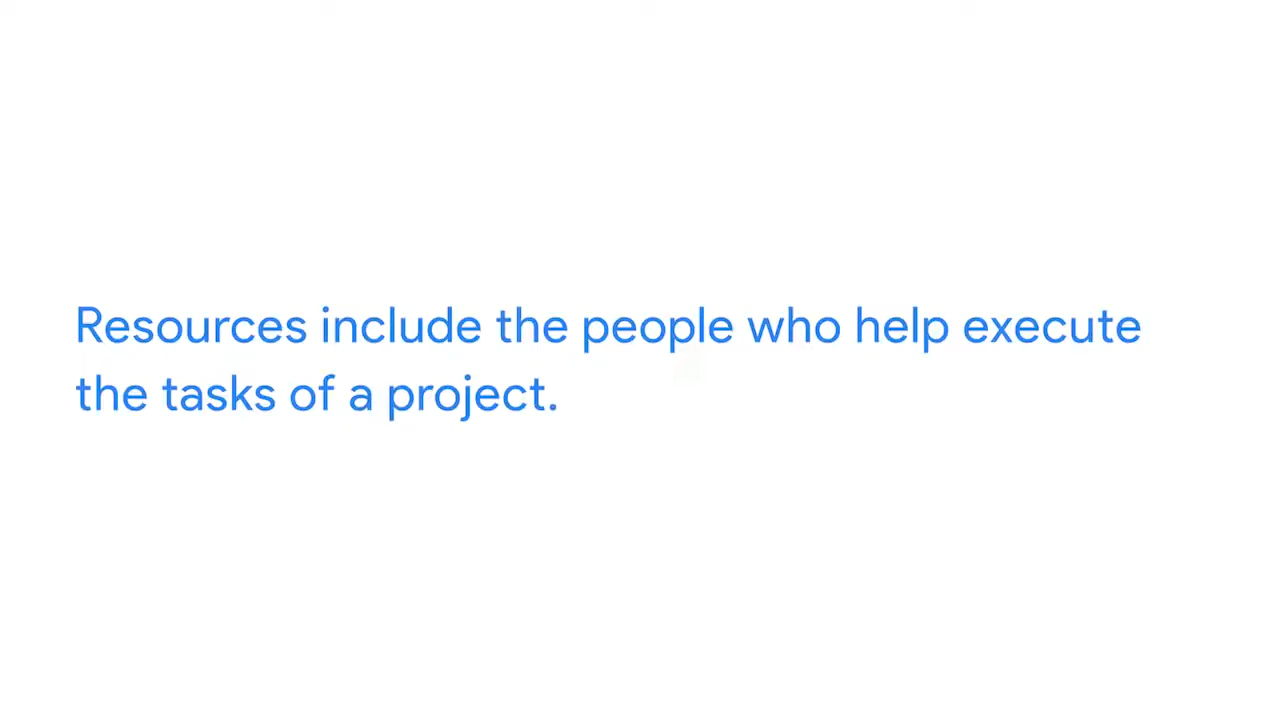 Resources include the people who help execute
the tasks of a project.